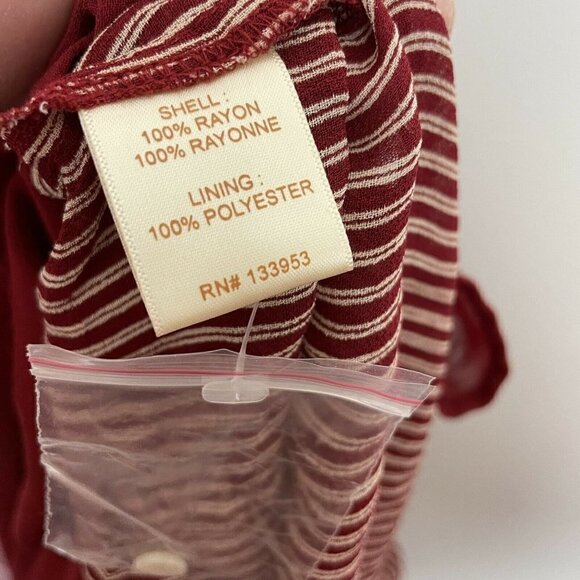 SHELL :
100% RAYON
100% RAYONNE
LINING :
100% POLYESTER
RN# 133953